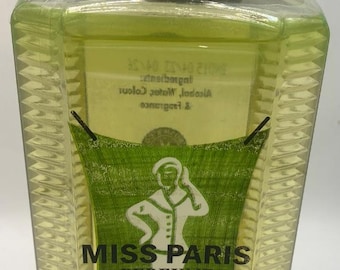 Ingredients:
Alcohol, Water, Colour
& Fragrance
MISS PARIS